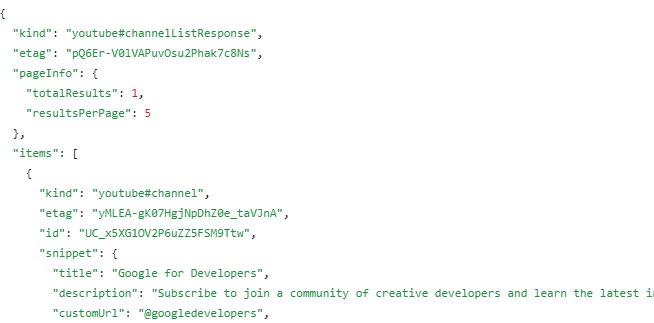 {
"kind": "youtube#channelListResponse",
"etag": "pQ6Er-V0lVAPuvOsu2Phak7c8Ns",
"pageInfo": {
"totalResults": 1,
"resultsPerPage": 5
},
"items": [
{
"kind": "youtube#channel",
"etag": "yMLEA-gK07HgjNpDhZ0e_taVJnA",
"id": "UC_x5XG1OV2P6uZZ5FSM9Ttw",
"snippet": {
"title": "Google for Developers",
"description": "Subscribe to join a community of creative developers and learn the latest
"customUrl": "@googledevelopers",